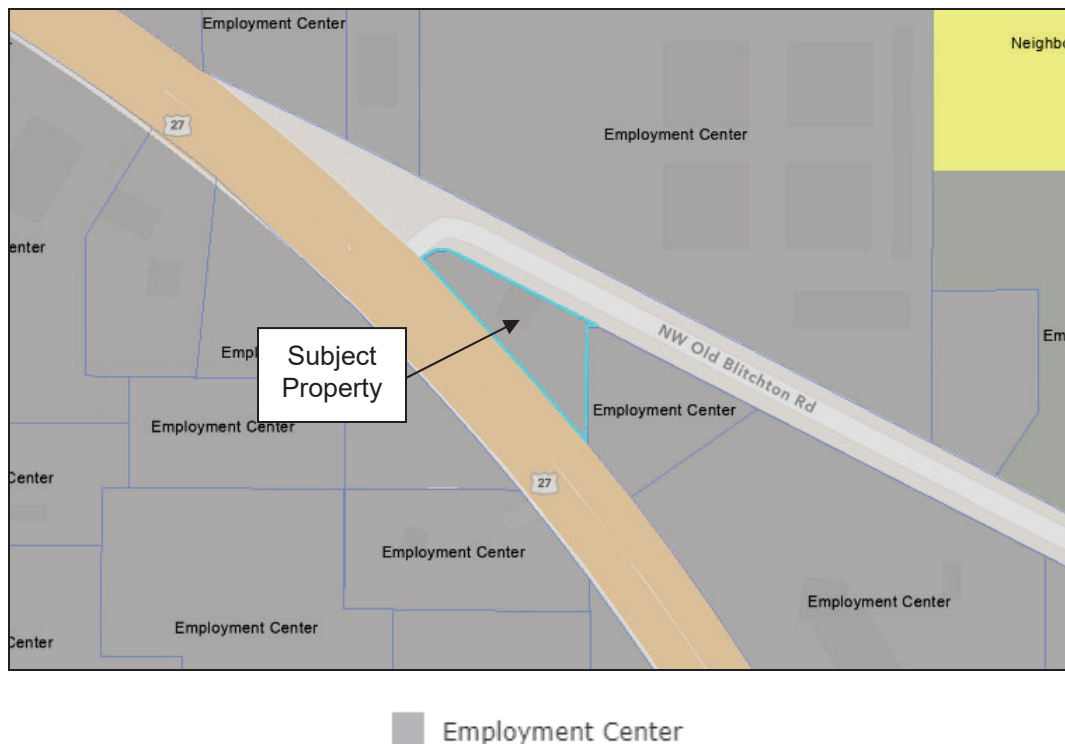 Employment Center
Neighbo
27
Employment Center
enter
Subject
Property
Empl
NW Old Blitchton Rd
Em
Employment Center
Employment Center
Center
27
Employment Center
Employment Center
Employment Center
Center
Employment Center